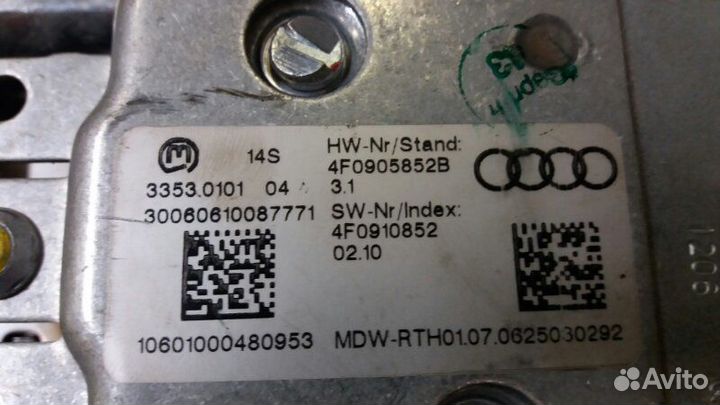 14S
HW-Nr/Stand:
4F0905852B
3353.0101 04
3.1
30060610087771
SW-Nr/Index:
4F0910852
02.10
10601000480953
MDW-RTH01.07.0625030292
1206
Avito